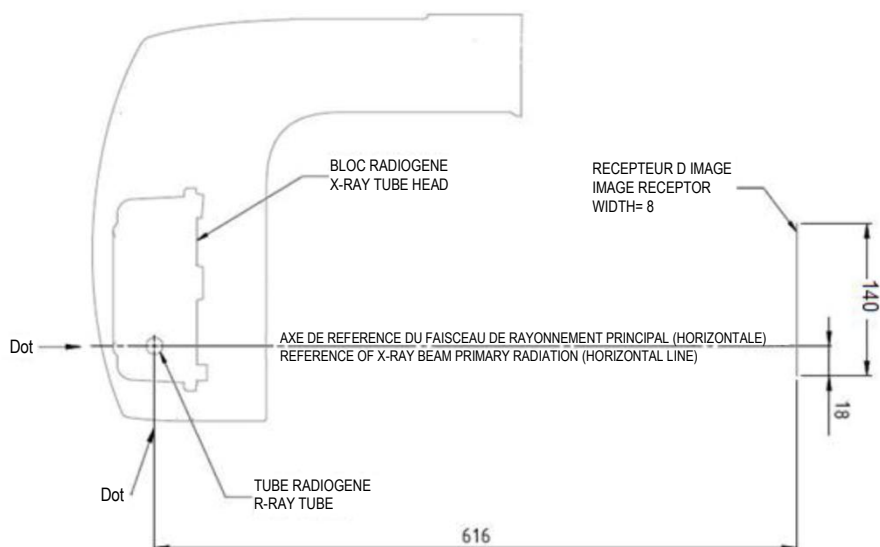 BLOC RADIOGENE
X-RAY TUBE HEAD
RECEPTEUR D IMAGE
IMAGE RECEPTOR
WIDTH= 8
140
Dot
AXE DE REFERENCE DU FAISCEAU DE RAYONNEMENT PRINCIPAL (HORIZONTALE)
REFERENCE OF X-RAY BEAM PRIMARY RADIATION (HORIZONTAL LINE)
18
Dot
TUBE RADIOGENE
R-RAY TUBE
616